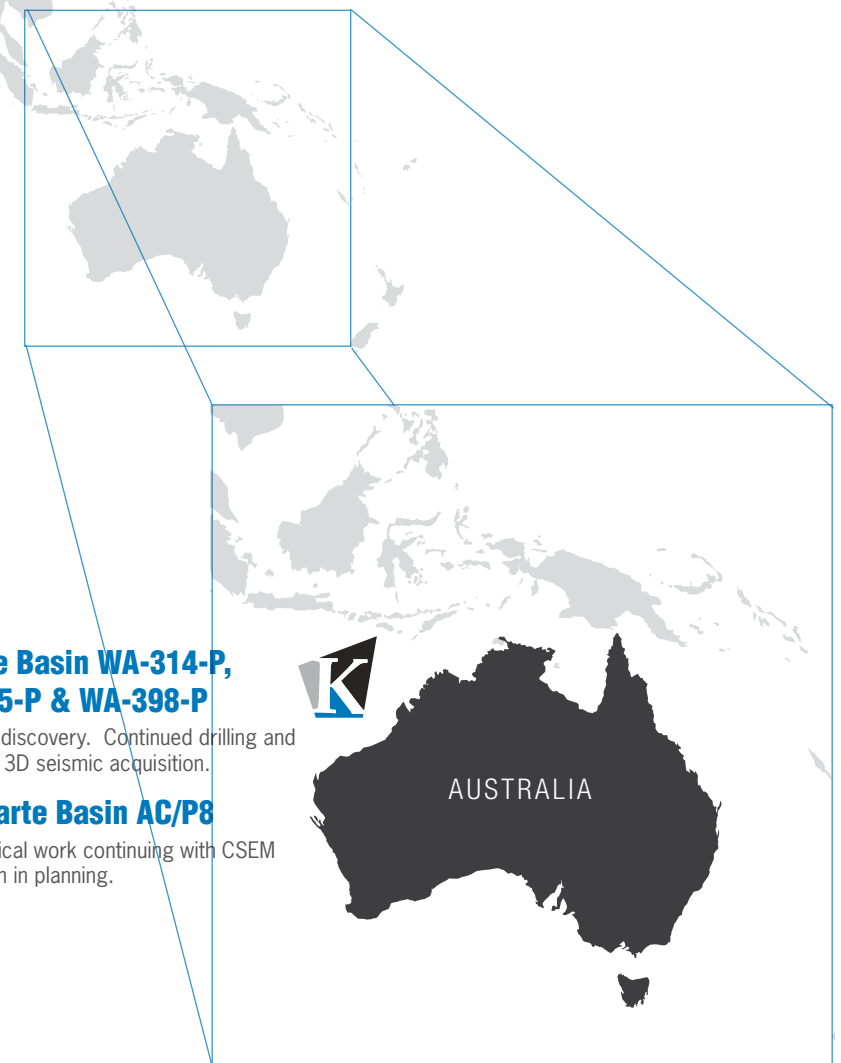 e Basin WA-314-P,
5-P & WA-398-P
discovery. Continued drilling and
3D seismic acquisition.
arte Basin AC/P8
ical work continuing with CSEM
n in planning.
K
AUSTRALIA